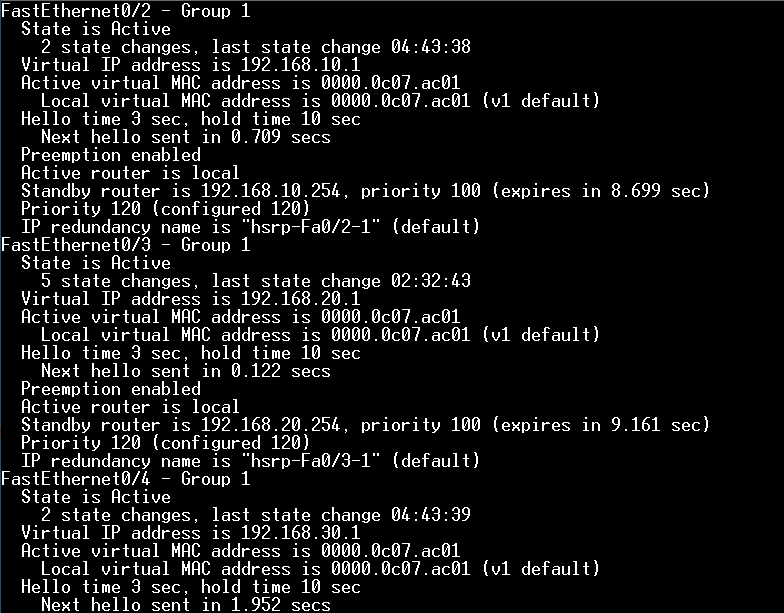 FastEthernet0/2 - Group 1
  State is Active
    2 state changes, last state change 04:43:38
  Virtual IP address is 192.168.10.1
  Active virtual MAC address is 0000.0c07.ac01
    Local virtual MAC address is 0000.0c07.ac01 (v1 default)
  Hello time 3 sec, hold time 10 sec
    Next hello sent in 0.709 secs
  Preemption enabled
  Active router is local
  Standby router is 192.168.10.254, priority 100 (expires in 8.699 sec)
  Priority 120 (configured 120)
  IP redundancy name is "hsrp-Fa0/2-1" (default)
FastEthernet0/3 - Group 1
  State is Active
    5 state changes, last state change 02:32:43
  Virtual IP address is 192.168.20.1
  Active virtual MAC address is 0000.0c07.ac01
    Local virtual MAC address is 0000.0c07.ac01 (v1 default)
  Hello time 3 sec, hold time 10 sec
    Next hello sent in 0.122 secs
  Preemption enabled
  Active router is local
  Standby router is 192.168.20.254, priority 100 (expires in 9.161 sec)
  Priority 120 (configured 120)
  IP redundancy name is "hsrp-Fa0/3-1" (default)
FastEthernet0/4 - Group 1
  State is Active
    2 state changes, last state change 04:43:39
  Virtual IP address is 192.168.30.1
  Active virtual MAC address is 0000.0c07.ac01
    Local virtual MAC address is 0000.0c07.ac01 (v1 default)
  Hello time 3 sec, hold time 10 sec
    Next hello sent in 1.952 secs